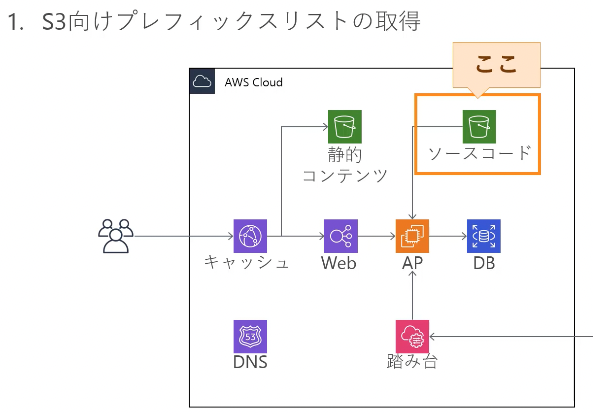 1. S3向けプレフィックスリストの取得
ここ
AWS Cloud
静的
コンテンツ
ソースコード
キャッシュ
Web
AP
DB
53
DNS
踏み台